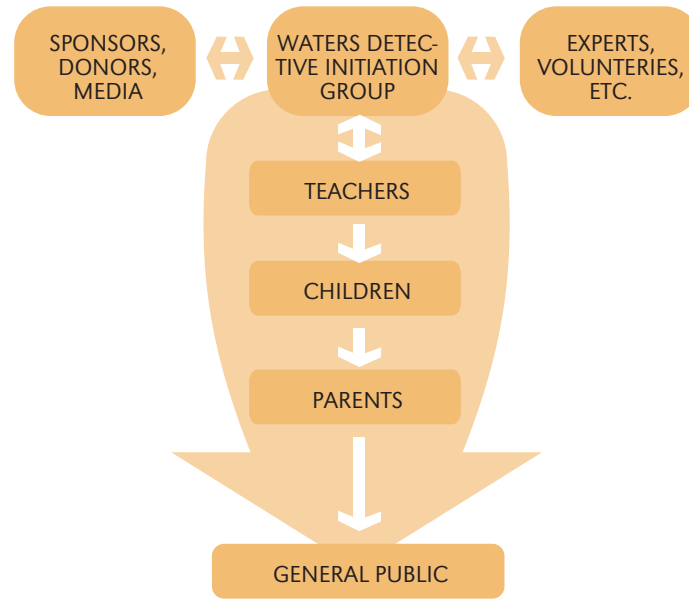 SPONSORS,
DONORS,
MEDIA
WATERS DETEC-
TIVE INITIATION
GROUP
EXPERTS,
VOLUNTERIES,
ETC.
TEACHERS
CHILDREN
PARENTS
GENERAL PUBLIC